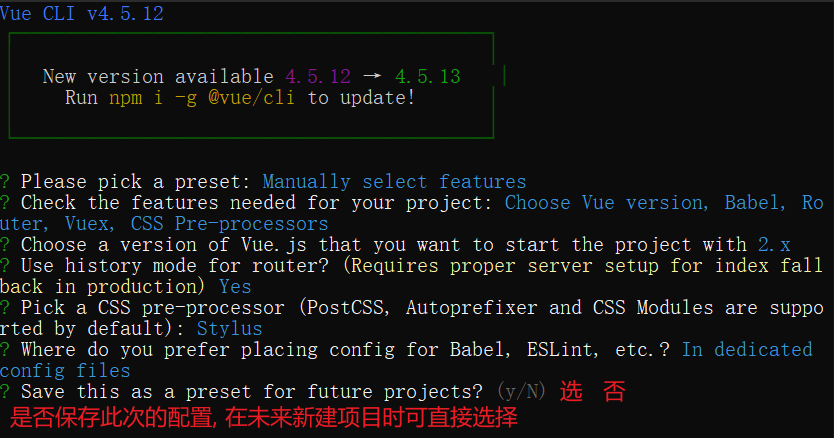 Vue CLI v4.5.12
New version available 4.5.12 → 4.5.13
Run npm i -g @vue/cli to update!
? Please pick a preset: Manually select features
? Check the features needed for your project: Choose Vue version, Babel, Ro
uter, Vuex, CSS Pre-processors
? Choose a version of Vue.js that you want to start the project with 2.x
? Use history mode for router? (Requires proper server setup for index fall
back in production) Yes
? Pick a CSS pre-processor (PostCSS, Autoprefixer and CSS Modules are suppo
rted by default): Stylus
? Where do you prefer placing config for Babel, ESLint, etc.? In dedicated
config files
? Save this as a preset for future projects? (y/N) 选 否
是否保存此次的配置, 在未来新建项目时可直接选择